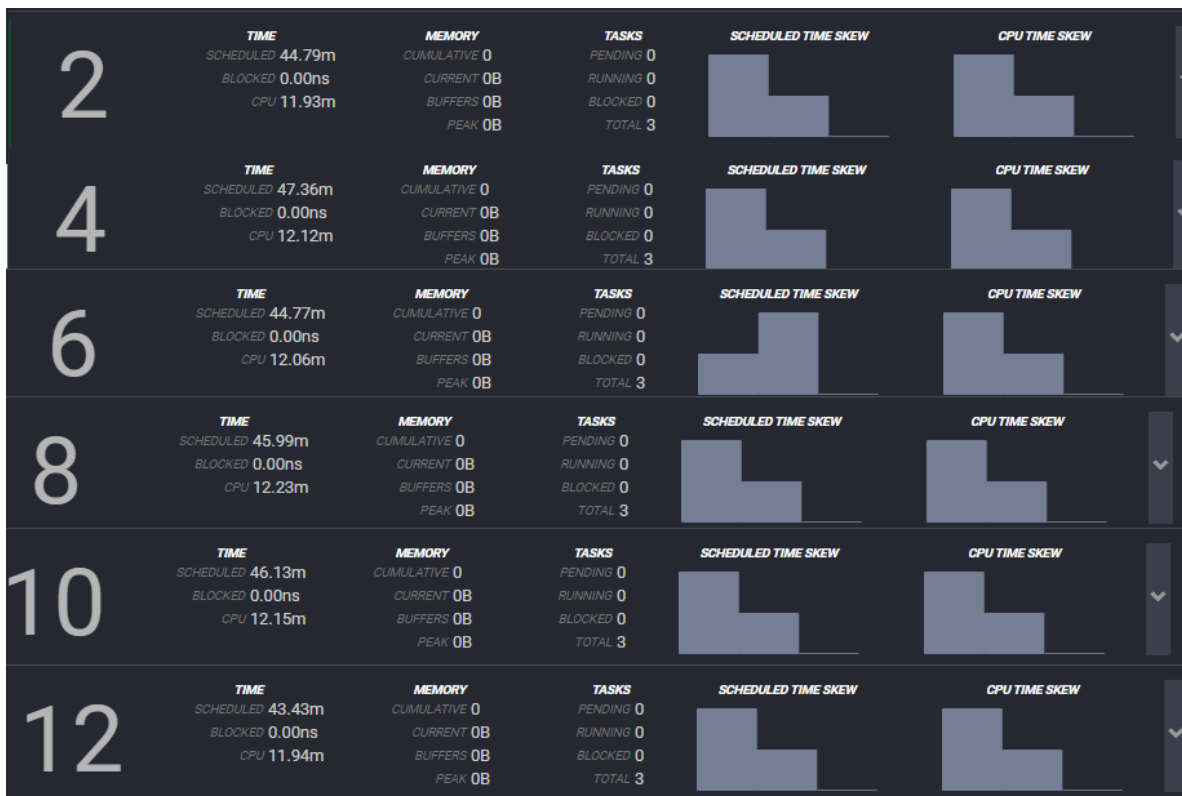 2
TIME MEMORY TASKS SCHEDULED TIME SKEW CPU TIME SKEW
SCHEDULED 44.79m CUMULATIVE 0 PENDING 0
BLOCKED 0.00ns CURRENT 0B RUNNING 0
CPU 11.93m BUFFERS 0B BLOCKED 0
PEAK 0B TOTAL 3
4
TIME MEMORY TASKS SCHEDULED TIME SKEW CPU TIME SKEW
SCHEDULED 47.36m CUMULATIVE 0 PENDING 0
BLOCKED 0.00ns CURRENT 0B RUNNING 0
CPU 12.12m BUFFERS 0B BLOCKED 0
PEAK 0B TOTAL 3
6
TIME MEMORY TASKS SCHEDULED TIME SKEW CPU TIME SKEW
SCHEDULED 44.77m CUMULATIVE 0 PENDING 0
BLOCKED 0.00ns CURRENT 0B RUNNING 0
CPU 12.06m BUFFERS 0B BLOCKED 0
PEAK 0B TOTAL 3
8
TIME MEMORY TASKS SCHEDULED TIME SKEW CPU TIME SKEW
SCHEDULED 45.99m CUMULATIVE 0 PENDING 0
BLOCKED 0.00ns CURRENT 0B RUNNING 0
CPU 12.23m BUFFERS 0B BLOCKED 0
PEAK 0B TOTAL 3
10
TIME MEMORY TASKS SCHEDULED TIME SKEW CPU TIME SKEW
SCHEDULED 46.13m CUMULATIVE 0 PENDING 0
BLOCKED 0.00ns CURRENT 0B RUNNING 0
CPU 12.15m BUFFERS 0B BLOCKED 0
PEAK 0B TOTAL 3
12
TIME MEMORY TASKS SCHEDULED TIME SKEW CPU TIME SKEW
SCHEDULED 43.43m CUMULATIVE 0 PENDING 0
BLOCKED 0.00ns CURRENT 0B RUNNING 0
CPU 11.94m BUFFERS 0B BLOCKED 0
PEAK 0B TOTAL 3